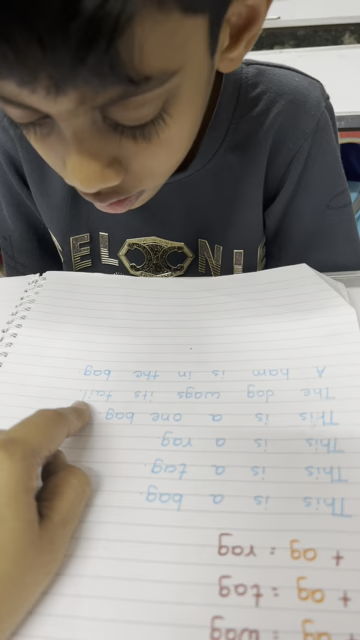 ag = wag
+ ag = tag
+ ag = rag
This is a bag.
This is a tag.
This is a rag
This is a one bag.
The dog wags its tail.
A ham is in the bag.